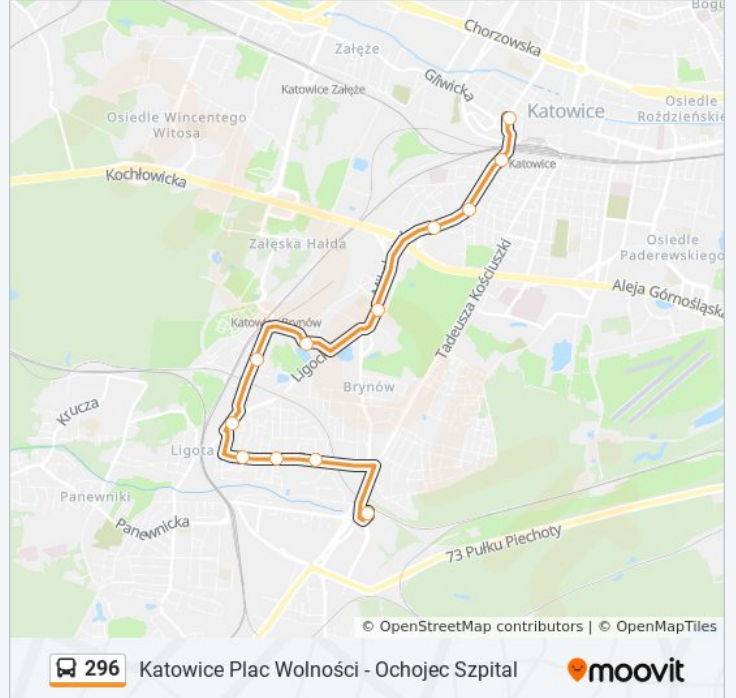 Bogu
Chorzowska
Załęże
Gliwicka
Katowice Załęże
Katowice
Osiedle
Roździeńskie
Osiedle Wincentego
Witosa
Katowice
Kochłowicka
Załęska Hałda
Osiedle
Paderewskiego
Mik
Tadeusza Kościuszki
Aleja Górnośląska
Katowice Brynów
Ligocka
Brynów
Krucza
Ligota
Panewniki
Panewnicka
73 Pułku Piechoty
© OpenStreetMap contributors | © OpenMapTiles
296 Katowice Plac Wolności - Ochojec Szpital
moovit